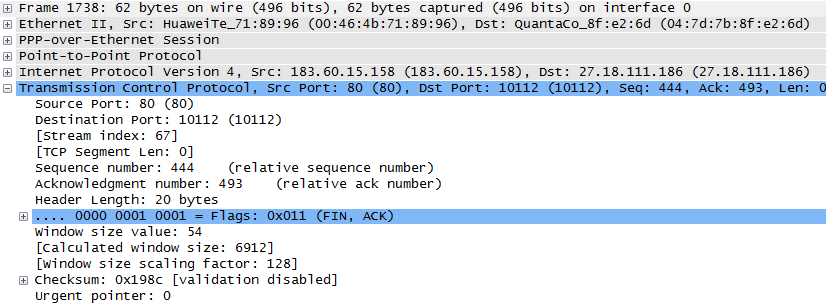 Frame 1738: 62 bytes on wire (496 bits), 62 bytes captured (496 bits) on interface 0
Ethernet II, Src: HuaweiTe_71:89:96 (00:46:4b:71:89:96), Dst: QuantaCo_8f:e2:6d (04:7d:7b:8f:e2:6d)
PPP-over-Ethernet Session
Point-to-Point Protocol
Internet Protocol Version 4, Src: 183.60.15.158 (183.60.15.158), Dst: 27.18.111.186 (27.18.111.186)
Transmission Control Protocol, Src Port: 80 (80), Dst Port: 10112 (10112), Seq: 444, Ack: 493, Len: 0
Source Port: 80 (80)
Destination Port: 10112 (10112)
[Stream index: 67]
[TCP Segment Len: 0]
Sequence number: 444    (relative sequence number)
Acknowledgment number: 493    (relative ack number)
Header Length: 20 bytes
.... 0000 0001 0001 = Flags: 0x011 (FIN, ACK)
Window size value: 54
[Calculated window size: 6912]
[Window size scaling factor: 128]
Checksum: 0x198c [validation disabled]
Urgent pointer: 0